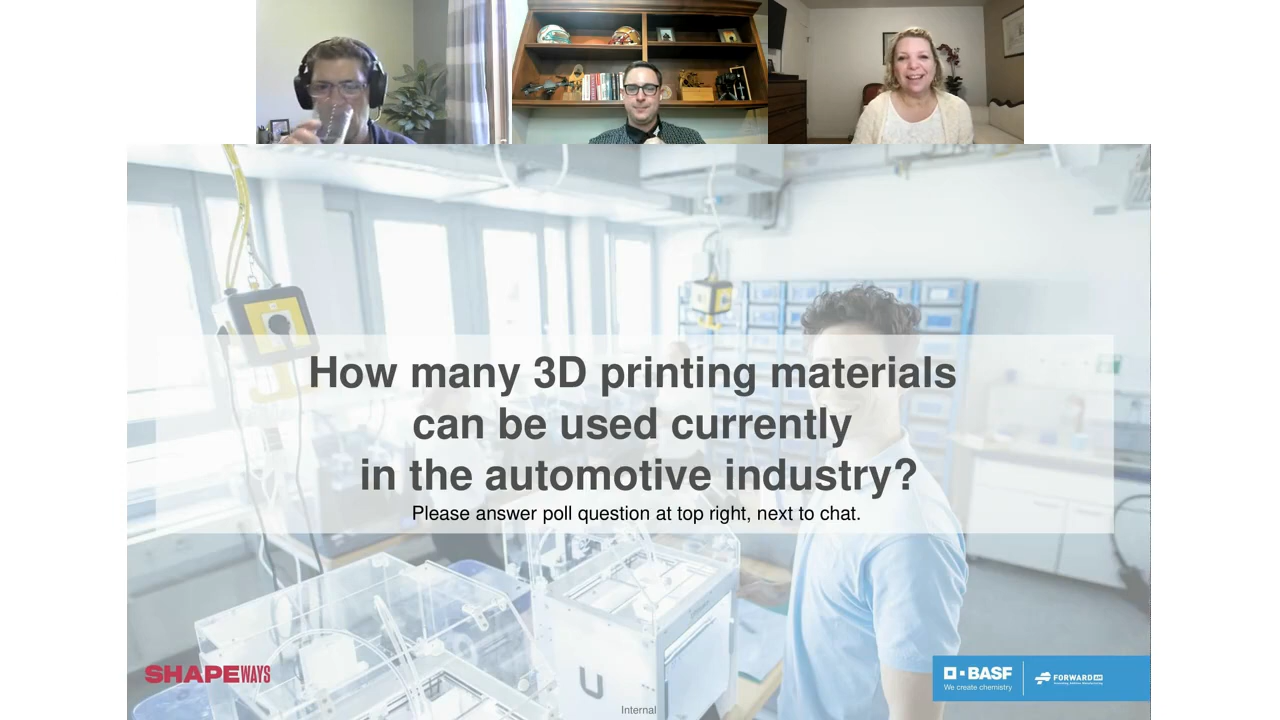 How many 3D printing materials
can be used currently
in the automotive industry?
Please answer poll question at top right, next to chat.
SHAPEWAYS
BASF
We create chemistry
FORWARD AM
U
Internal